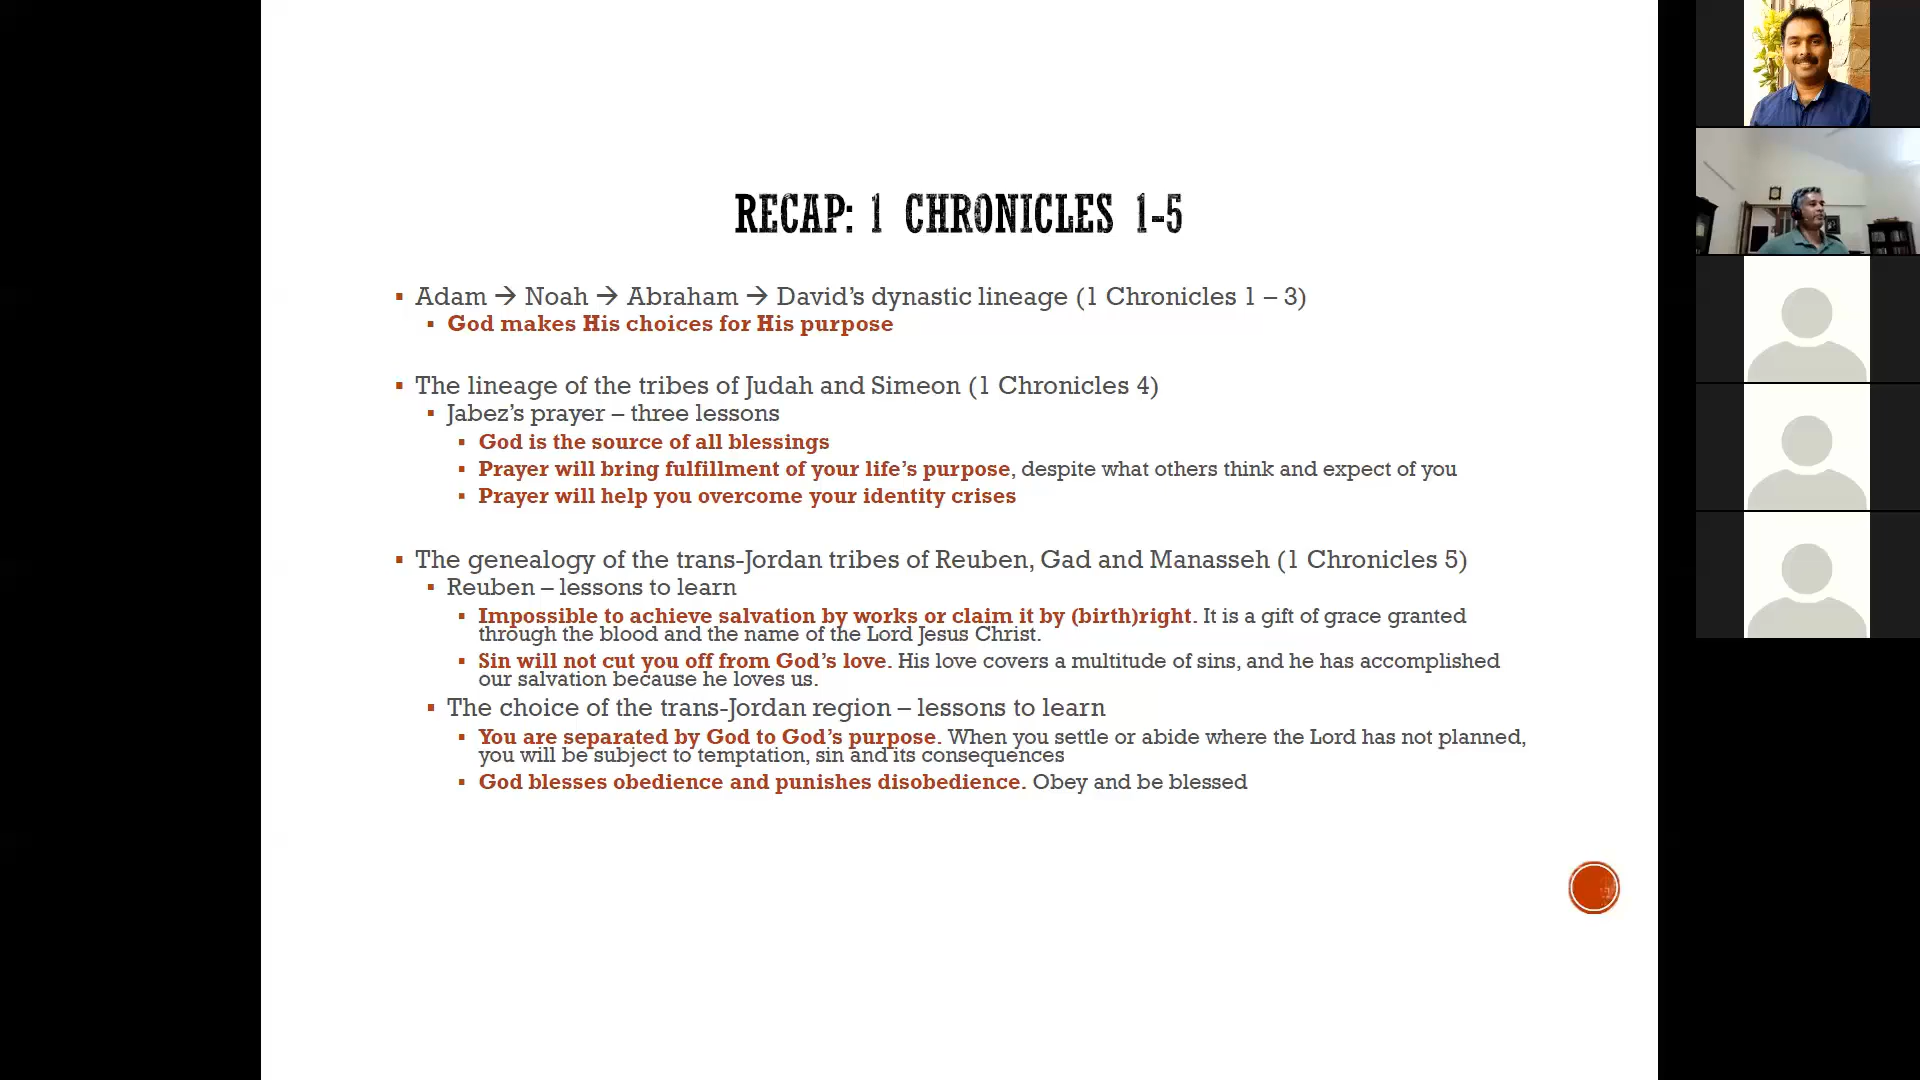 RECAP: 1 CHRONICLES 1-5
▪ Adam → Noah → Abraham → David’s dynastic lineage (1 Chronicles 1 – 3)
▪ God makes His choices for His purpose
▪ The lineage of the tribes of Judah and Simeon (1 Chronicles 4)
▪ Jabez’s prayer – three lessons
▪ God is the source of all blessings
▪ Prayer will bring fulfillment of your life’s purpose, despite what others think and expect of you
▪ Prayer will help you overcome your identity crises
▪ The genealogy of the trans-Jordan tribes of Reuben, Gad and Manasseh (1 Chronicles 5)
▪ Reuben – lessons to learn
▪ Impossible to achieve salvation by works or claim it by (birth)right. It is a gift of grace granted
through the blood and the name of the Lord Jesus Christ.
▪ Sin will not cut you off from God’s love. His love covers a multitude of sins, and he has accomplished
our salvation because he loves us.
▪ The choice of the trans-Jordan region – lessons to learn
▪ You are separated by God to God’s purpose. When you settle or abide where the Lord has not planned,
you will be subject to temptation, sin and its consequences
▪ God blesses obedience and punishes disobedience. Obey and be blessed